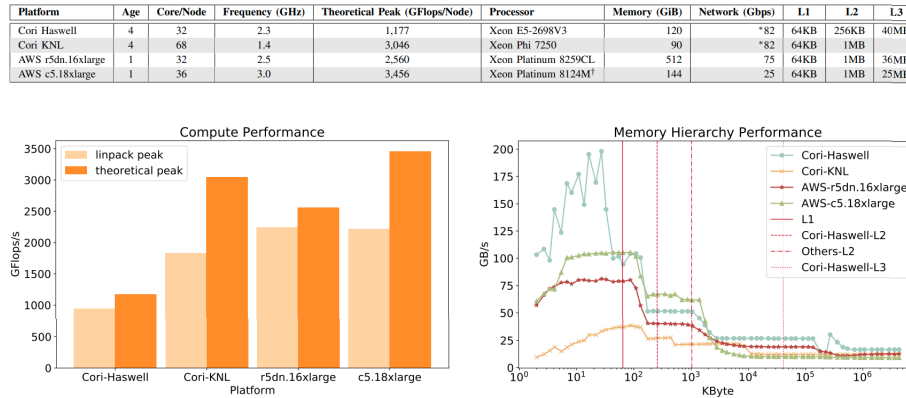 Platform Age Core/Node Frequency (GHz) Theoretical Peak (GFlops/Node) Processor Memory (GiB) Network (Gbps) L1 L2 L3
Cori Haswell 4 32 2.3 1,177 Xeon E5-2698V3 120 *82 64KB 256KB 40MB
Cori KNL 4 68 1.4 3,046 Xeon Phi 7250 90 *82 64KB 1MB
AWS r5dn.16xlarge 1 32 2.5 2,560 Xeon Platinum 8259CL 512 75 64KB 1MB 36MB
AWS c5.18xlarge 1 36 3.0 3,456 Xeon Platinum 8124M† 144 25 64KB 1MB 25MB
Compute Performance
linpack peak
theoretical peak
GFlops/s
3500
3000
2500
2000
1500
1000
500
0
Cori-Haswell Cori-KNL r5dn.16xlarge c5.18xlarge
Platform
Memory Hierarchy Performance
Cori-Haswell
Cori-KNL
AWS-r5dn.16xlarge
AWS-c5.18xlarge
L1
Cori-Haswell-L2
Others-L2
Cori-Haswell-L3
GB/s
200
175
150
125
100
75
50
25
0
10⁰ 10¹ 10² 10³ 10⁴ 10⁵ 10⁶
KByte